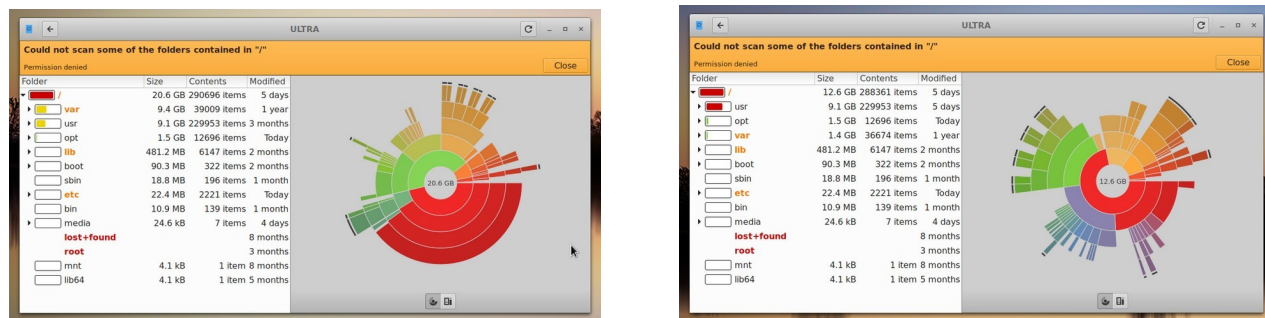 ULTRA
Could not scan some of the folders contained in "/"
Permission denied
Close
Folder Size Contents Modified
/ 20.6 GB 290696 items 5 days
var 9.4 GB 39009 items 1 year
usr 9.1 GB 229953 items 3 months
opt 1.5 GB 12696 items Today
lib 481.2 MB 6147 items 2 months
boot 90.3 MB 322 items 2 months
sbin 18.8 MB 196 items 1 month
etc 22.4 MB 2221 items Today
bin 10.9 MB 139 items 1 month
media 24.6 kB 7 items 4 days
lost+found 8 months
root 3 months
mnt 4.1 kB 1 item 8 months
lib64 4.1 kB 1 item 5 months
20.6 GB
ULTRA
Could not scan some of the folders contained in "/"
Permission denied
Close
Folder Size Contents Modified
/ 12.6 GB 288361 items 5 days
usr 9.1 GB 229953 items 5 days
opt 1.5 MB 12696 items Today
var 1.4 GB 36674 items 1 year
lib 481.2 MB 6147 items 2 months
boot 90.3 MB 322 items 2 months
sbin 18.8 MB 196 items 1 month
etc 22.4 MB 2221 items Today
bin 10.9 MB 139 items 1 month
media 24.6 kB 7 items 4 days
lost+found 8 months
root 3 months
mnt 4.1 kB 1 item 8 months
lib64 4.1 kB 1 item 5 months
12.6 GB